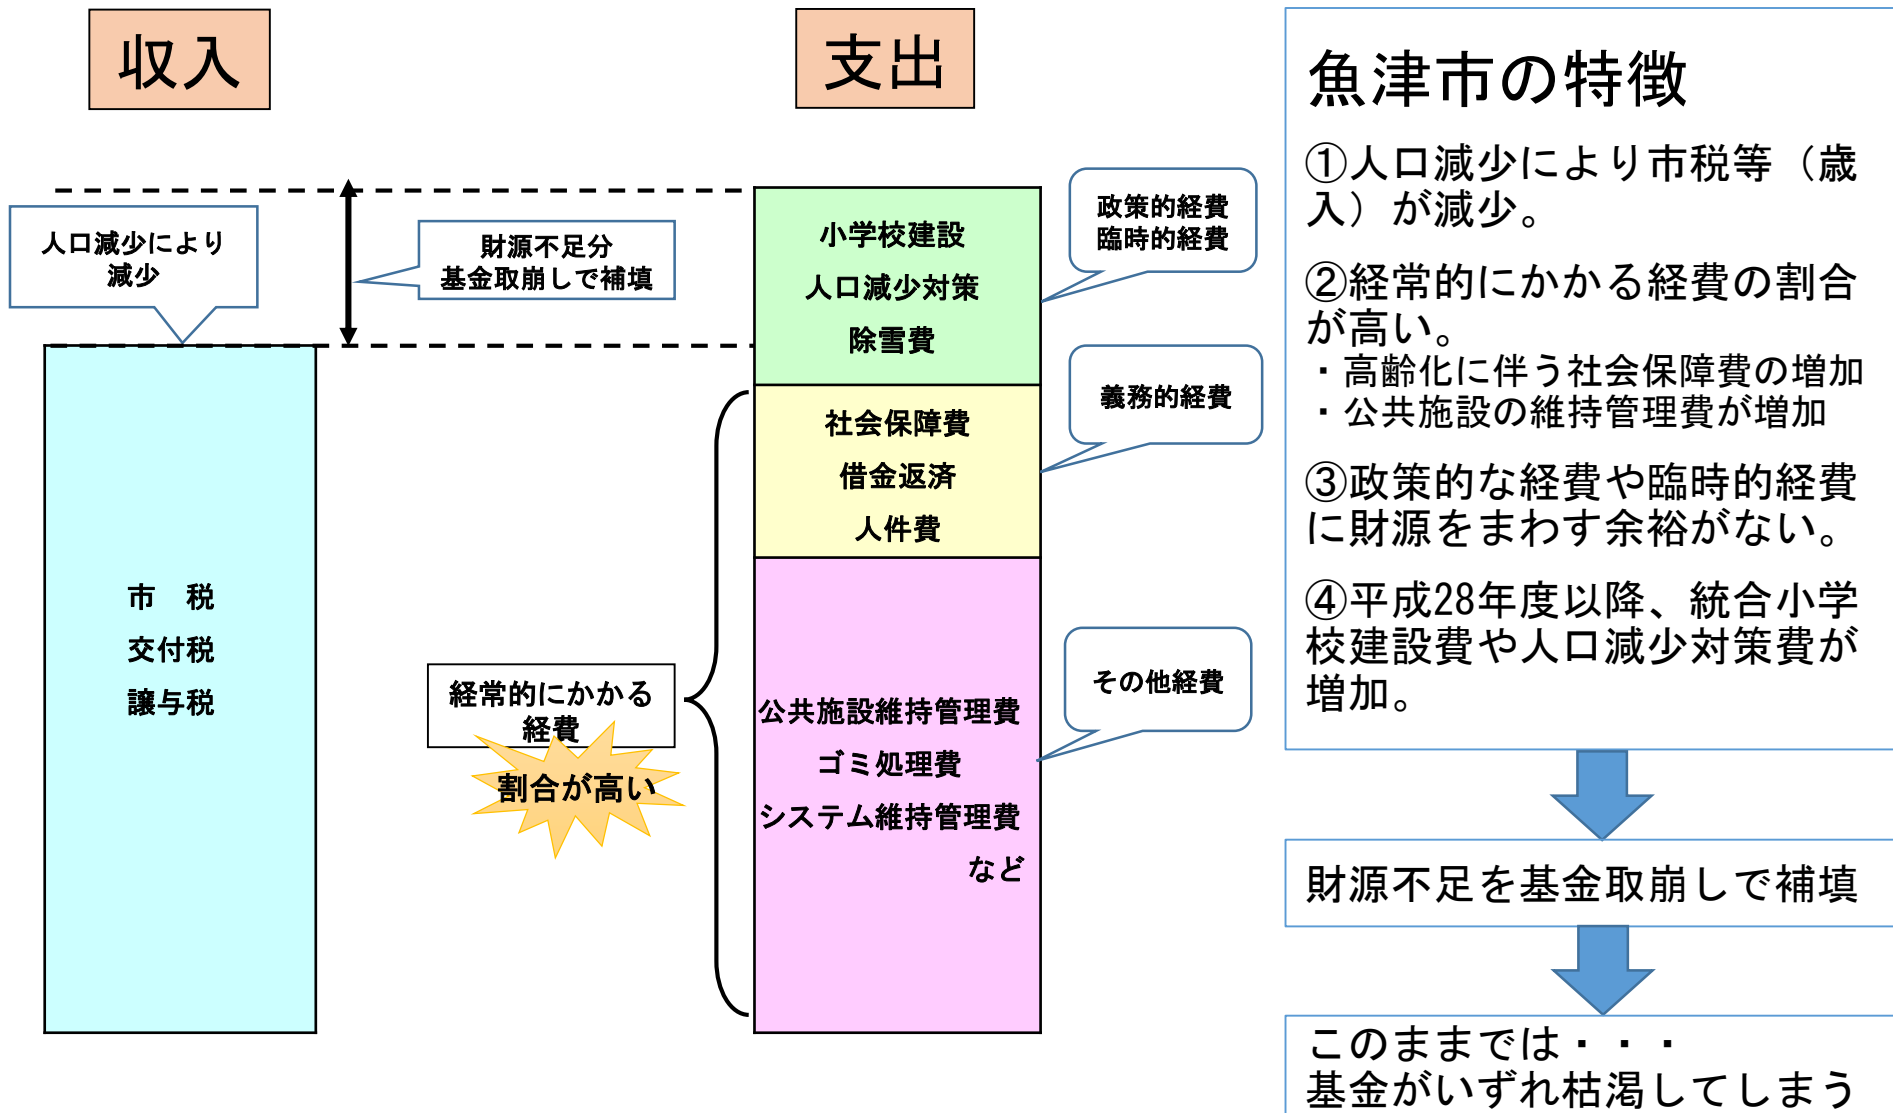 収入
支出
人口減少により
減少
財源不足分
基金取崩しで補填
市　税
交付税
譲与税
経常的にかかる
経費
割合が高い
小学校建設
人口減少対策
除雪費
社会保障費
借金返済
人件費
公共施設維持管理費
ゴミ処理費
システム維持管理費
など
政策的経費
臨時的経費
義務的経費
その他経費
魚津市の特徴
①人口減少により市税等（歳
入）が減少。
②経常的にかかる経費の割合
が高い。
・高齢化に伴う社会保障費の増加
・公共施設の維持管理費が増加
③政策的な経費や臨時的経費
に財源をまわす余裕がない。
④平成28年度以降、統合小学
校建設費や人口減少対策費が
増加。
財源不足を基金取崩しで補填
このままでは・・・
基金がいずれ枯渇してしまう